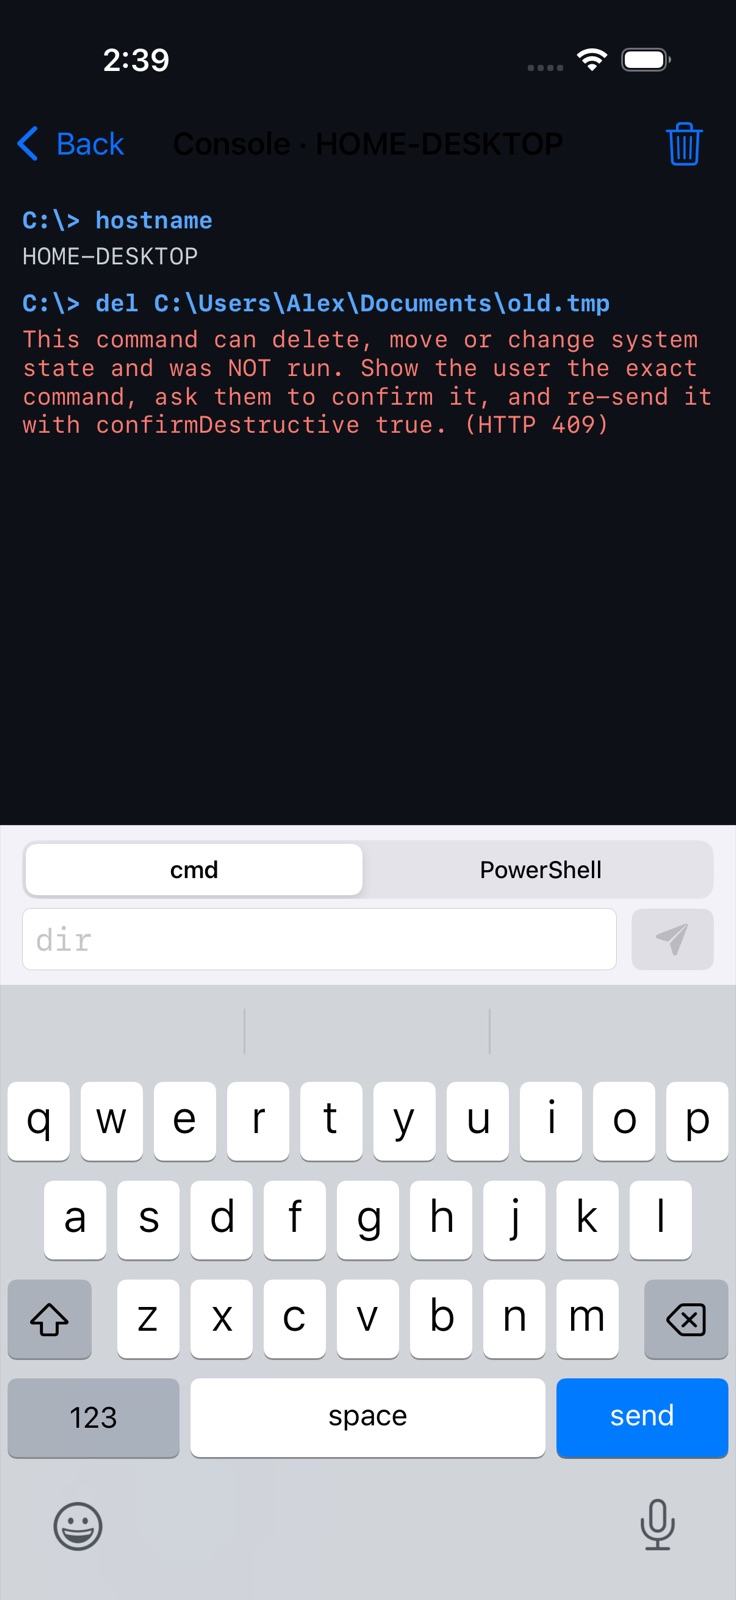 2:39
Back
Console · HOME-DESKTOP
C:\> hostname
HOME-DESKTOP
C:\> del C:\Users\Alex\Documents\old.tmp
This command can delete, move or change system
state and was NOT run. Show the user the exact
command, ask them to confirm it, and re-send it
with confirmDestructive true. (HTTP 409)
cmd PowerShell
dir
q w e r t y u i o p
a s d f g h j k l
z x c v b n m
123 space send